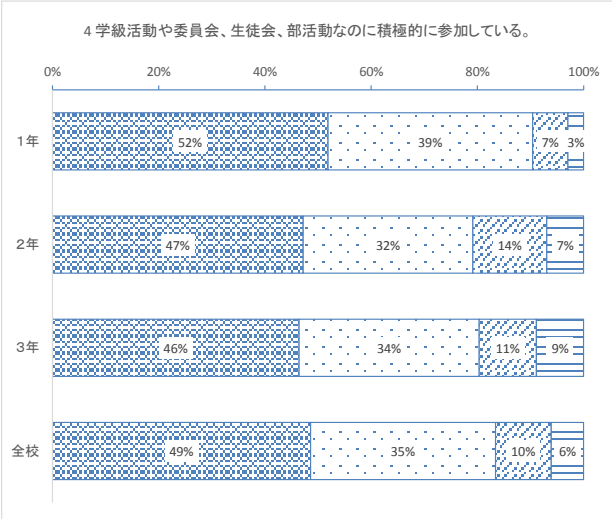 4 学級活動や委員会、生徒会、部活動なのに積極的に参加している。
0% 20% 40% 60% 80% 100%
1年 52% 39% 7% 3%
2年 47% 32% 14% 7%
3年 46% 34% 11% 9%
全校 49% 35% 10% 6%